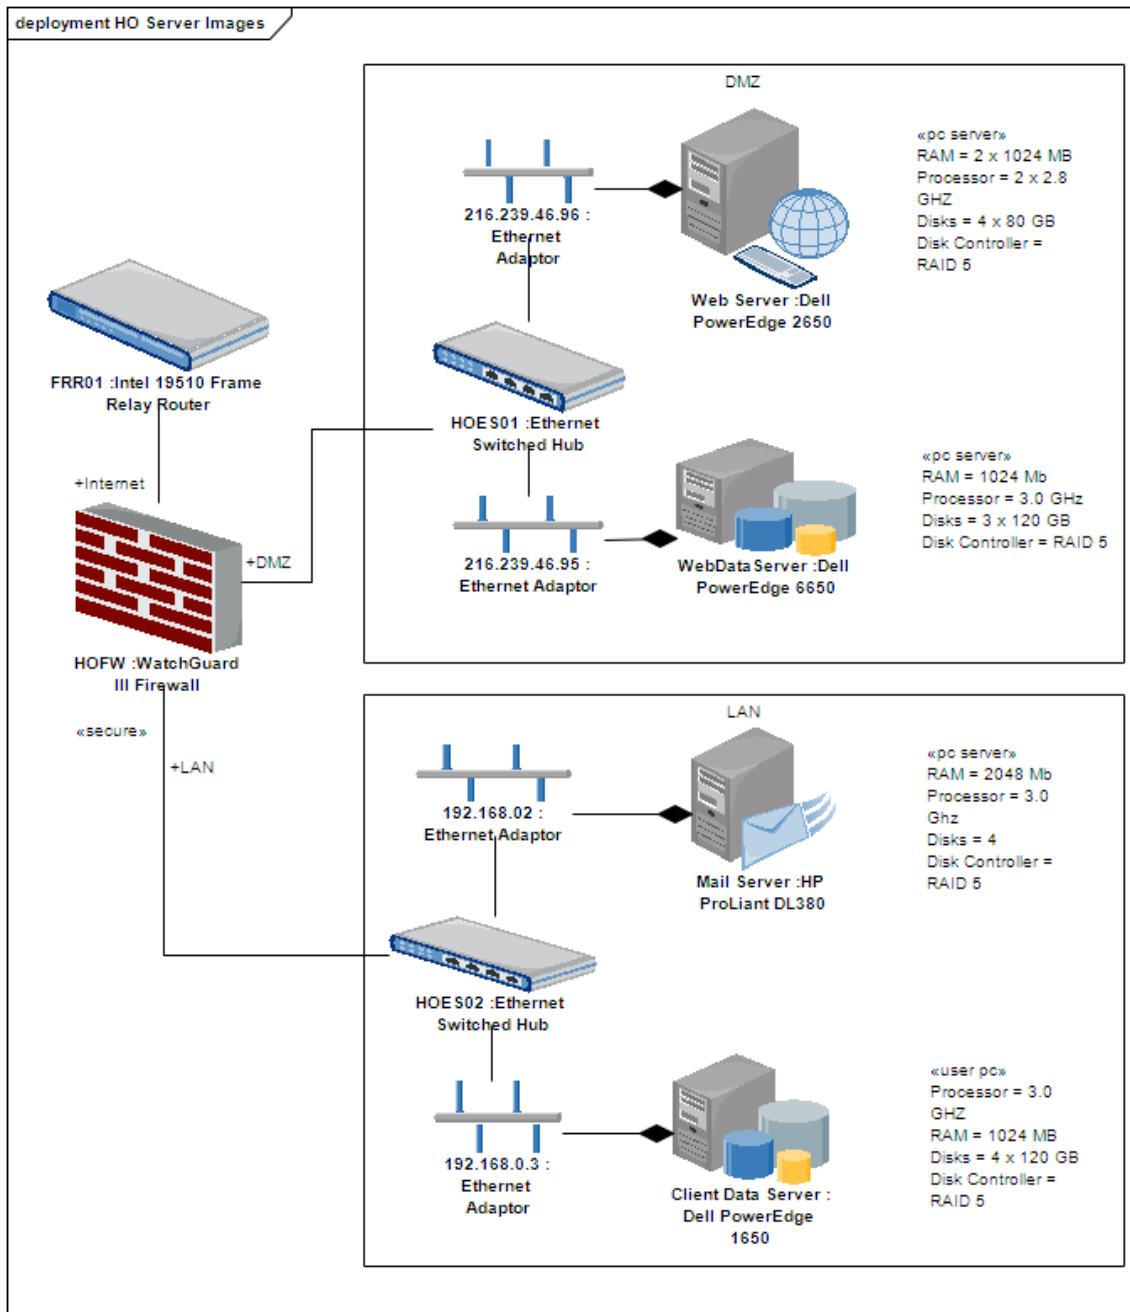 deployment HO Server Images
DMZ
216.239.46.96 :
Ethernet
Adaptor
Web Server :Dell
PowerEdge 2650
«pc server»
RAM = 2 x 1024 MB
Processor = 2 x 2.8
GHZ
Disks = 4 x 80 GB
Disk Controller =
RAID 5
FRR01 :Intel 19510 Frame
Relay Router
HOES01 :Ethernet
Switched Hub
+Internet
+DMZ
HOFW :WatchGuard
III Firewall
216.239.46.95 :
Ethernet Adaptor
WebDataServer :Dell
PowerEdge 6650
«pc server»
RAM = 1024 Mb
Processor = 3.0 GHz
Disks = 3 x 120 GB
Disk Controller = RAID 5
«secure»
+LAN
LAN
192.168.02 :
Ethernet Adaptor
Mail Server :HP
ProLiant DL380
«pc server»
RAM = 2048 Mb
Processor = 3.0
Ghz
Disks = 4
Disk Controller =
RAID 5
HOES02 :Ethernet
Switched Hub
192.168.0.3 :
Ethernet
Adaptor
Client Data Server :
Dell PowerEdge
1650
«user pc»
Processor = 3.0
GHZ
RAM = 1024 MB
Disks = 4 x 120 GB
Disk Controller =
RAID 5